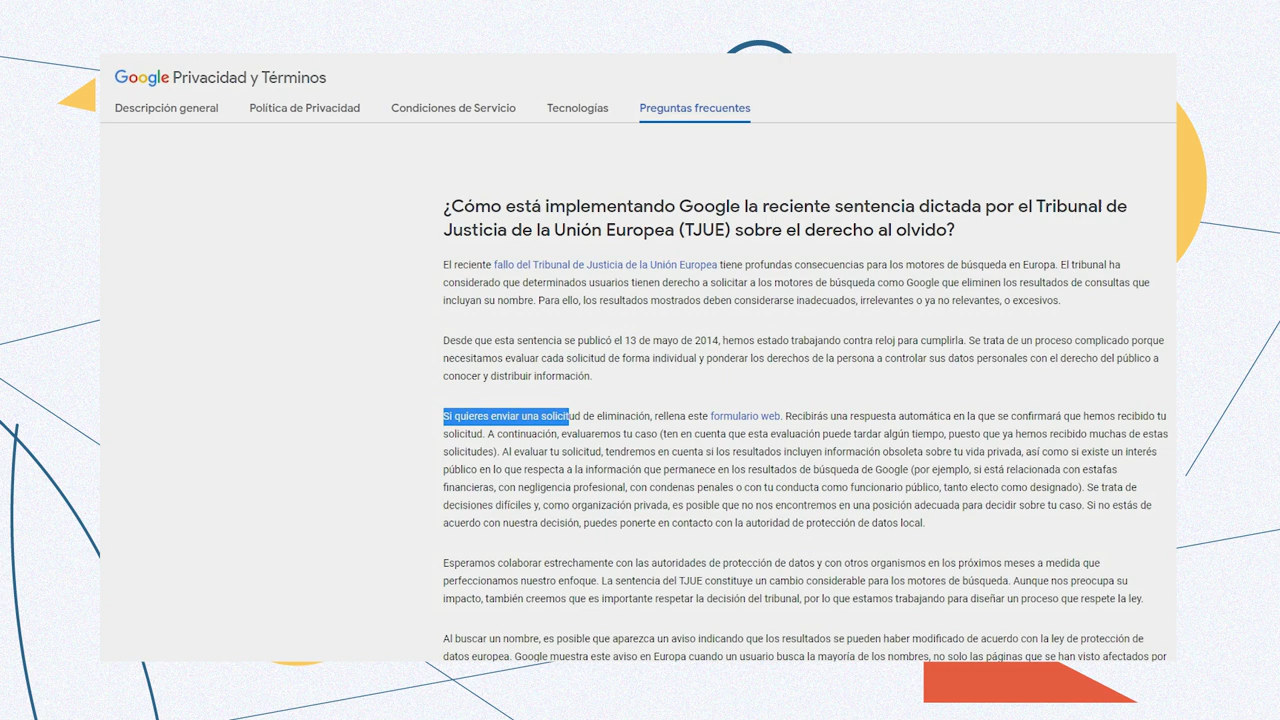 Google Privacidad y Términos
Descripción general Política de Privacidad Condiciones de Servicio Tecnologías Preguntas frecuentes
¿Cómo está implementando Google la reciente sentencia dictada por el Tribunal de
Justicia de la Unión Europea (TJUE) sobre el derecho al olvido?
El reciente fallo del Tribunal de Justicia de la Unión Europea tiene profundas consecuencias para los motores de búsqueda en Europa. El tribunal ha
considerado que determinados usuarios tienen derecho a solicitar a los motores de búsqueda como Google que eliminen los resultados de consultas que
incluyan su nombre. Para ello, los resultados mostrados deben considerarse inadecuados, irrelevantes o ya no relevantes, o excesivos.
Desde que esta sentencia se publicó el 13 de mayo de 2014, hemos estado trabajando contra reloj para cumplirla. Se trata de un proceso complicado porque
necesitamos evaluar cada solicitud de forma individual y ponderar los derechos de la persona a controlar sus datos personales con el derecho del público a
conocer y distribuir información.
Si quieres enviar una solicitud de eliminación, rellena este formulario web. Recibirás una respuesta automática en la que se confirmará que hemos recibido tu
solicitud. A continuación, evaluaremos tu caso (ten en cuenta que esta evaluación puede tardar algún tiempo, puesto que ya hemos recibido muchas de estas
solicitudes). Al evaluar tu solicitud, tendremos en cuenta si los resultados incluyen información obsoleta sobre tu vida privada, así como si existe un interés
público en lo que respecta a la información que permanece en los resultados de búsqueda de Google (por ejemplo, si está relacionada con estafas
financieras, con negligencia profesional, con condenas penales o con tu conducta como funcionario público, tanto electo como designado). Se trata de
decisiones difíciles y, como organización privada, es posible que no nos encontremos en una posición adecuada para decidir sobre tu caso. Si no estás de
acuerdo con nuestra decisión, puedes ponerte en contacto con la autoridad de protección de datos local.
Esperamos colaborar estrechamente con las autoridades de protección de datos y con otros organismos en los próximos meses a medida que
perfeccionamos nuestro enfoque. La sentencia del TJUE constituye un cambio considerable para los motores de búsqueda. Aunque nos preocupa su
impacto, también creemos que es importante respetar la decisión del tribunal, por lo que estamos trabajando para diseñar un proceso que respete la ley.
Al buscar un nombre, es posible que aparezca un aviso indicando que los resultados se pueden haber modificado de acuerdo con la ley de protección de
datos europea. Google muestra este aviso en Europa cuando un usuario busca la mayoría de los nombres, no solo las páginas que se han visto afectados por